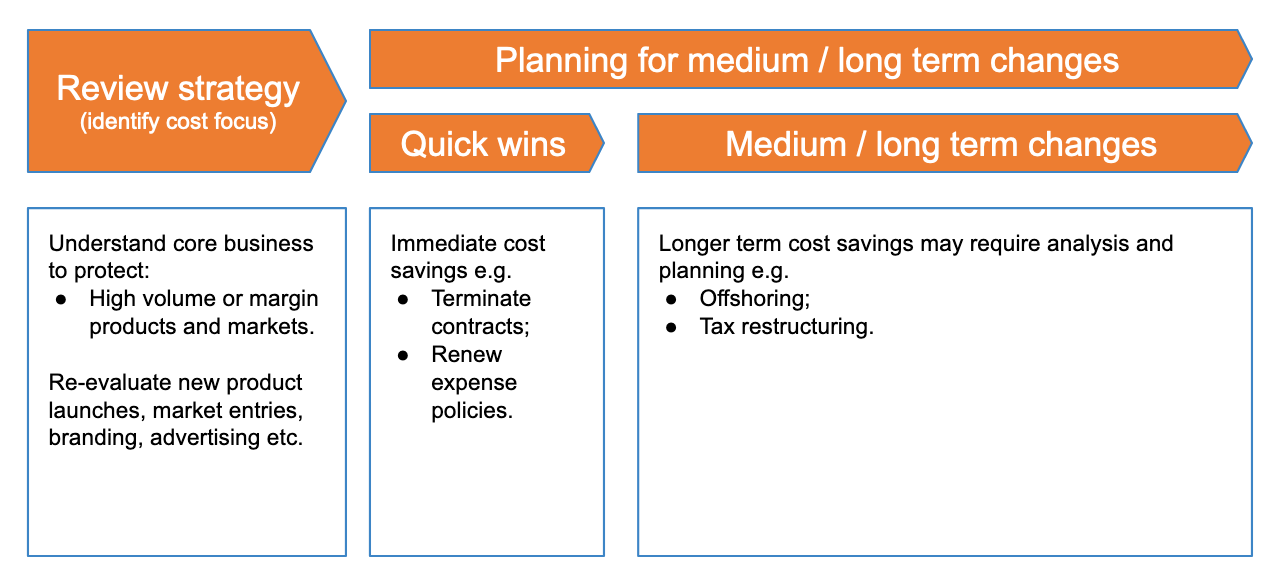 Review strategy
(identify cost focus)
Planning for medium / long term changes
Quick wins
Medium / long term changes
Understand core business
to protect:
● High volume or margin
products and markets.
Re-evaluate new product
launches, market entries,
branding, advertising etc.
Immediate cost
savings e.g.
● Terminate
contracts;
● Renew
expense
policies.
Longer term cost savings may require analysis and
planning e.g.
● Offshoring;
● Tax restructuring.